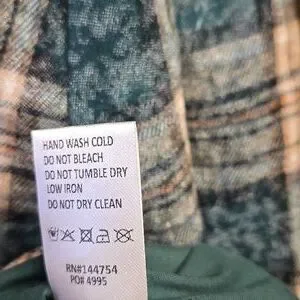 HAND WASH COLD
DO NOT BLEACH
DO NOT TUMBLE DRY
LOW IRON
DO NOT DRY CLEAN
RN#144754
PO# 4995